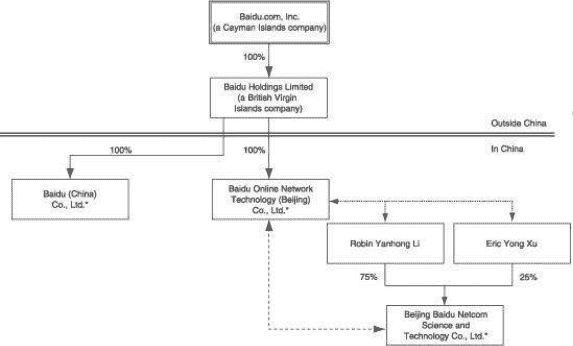 Baidu.com, Inc.
(a Cayman Islands company)
100%
Baidu Holdings Limited
(a British Virgin
Islands company)
Outside China
In China
100%
100%
Baidu (China)
Co., Ltd.*
Baidu Online Network
Technology (Beijing)
Co., Ltd.*
Robin Yanhong Li
Eric Yong Xu
75%
25%
Beijing Baidu Netcom
Science and
Technology Co., Ltd.*